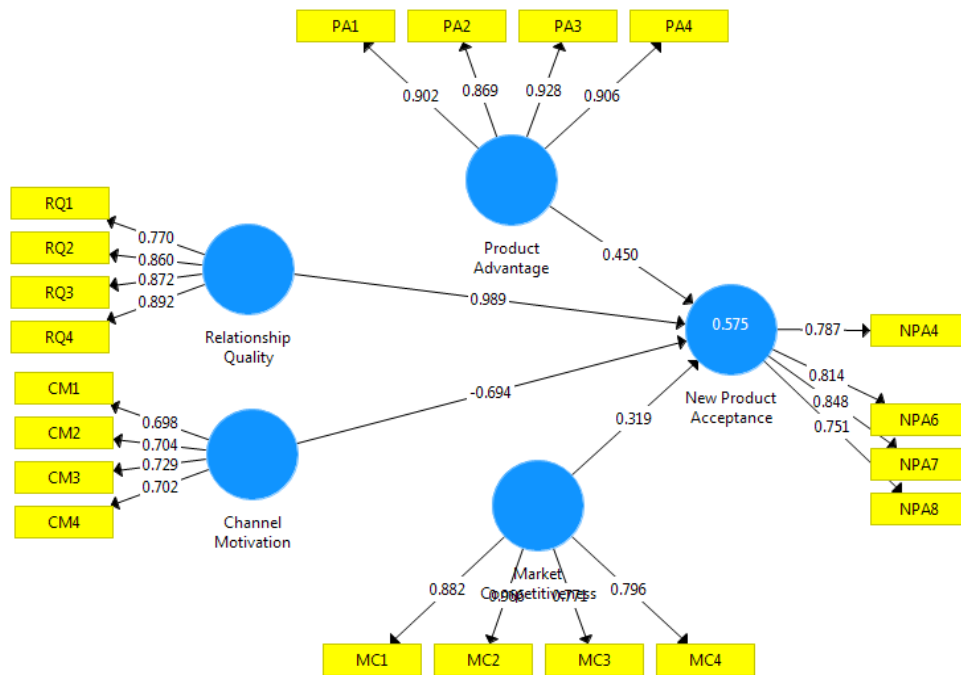 PA1 PA2 PA3 PA4
0.902 0.869 0.928 0.906
Product
Advantage
0.450
RQ1
RQ2
RQ3
RQ4
0.770
0.860
0.872
0.892
Relationship
Quality
0.989
CM1
CM2
CM3
CM4
0.698
0.704
0.729
0.702
Channel
Motivation
-0.694
0.575
New Product
Acceptance
0.787
0.814
0.848
0.751
NPA4
NPA6
NPA7
NPA8
0.319
Market
Competitiveness
0.882 0.771 0.796
MC1 MC2 MC3 MC4